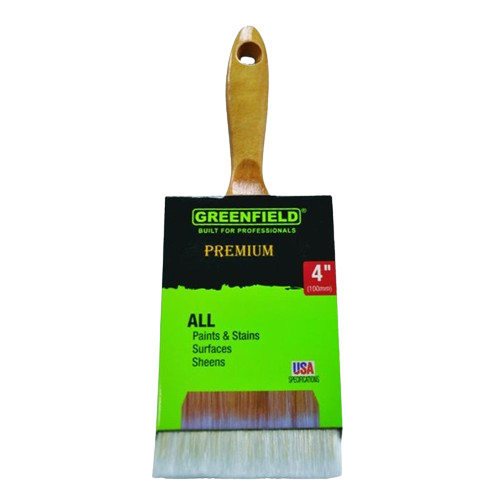 GREENFIELD®
BUILT FOR PROFESSIONALS
PREMIUM
4"
(100mm)
ALL
Paints & Stains
Surfaces
Sheens
USA
SPECIFICATIONS